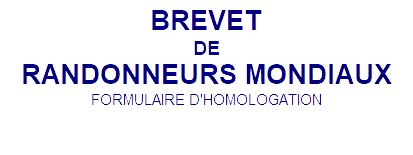 BREVET
DE
RANDONNEURS MONDIAUX
FORMULAIRE D'HOMOLOGATION